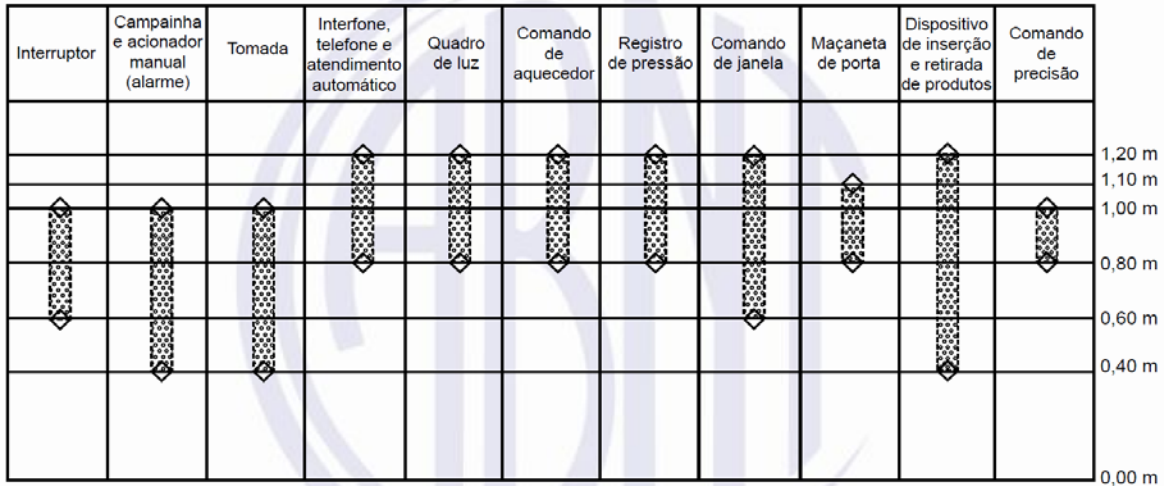 Interruptor
Campainha
e acionador
manual
(alarme)
Tomada
Interfone,
telefone e
atendimento
automático
Quadro
de luz
Comando
de
aquecedor
Registro
de pressão
Comando
de janela
Maçaneta
de porta
Dispositivo
de inserção
e retirada
de produtos
Comando
de
precisão
1,20 m
1,10 m
1,00 m
0,80 m
0,60 m
0,40 m
0,00 m
ABNT